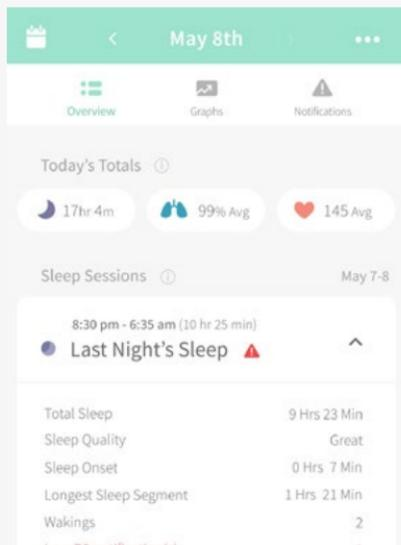 May 8th
Overview
Graphs
Notifications
Today's Totals
17hr 4m
99% Avg
145 Avg
Sleep Sessions
May 7-8
8:30 pm - 6:35 am (10 hr 25 min)
Last Night's Sleep
Total Sleep 9 Hrs 23 Min
Sleep Quality Great
Sleep Onset 0 Hrs 7 Min
Longest Sleep Segment 1 Hrs 21 Min
Wakings 2